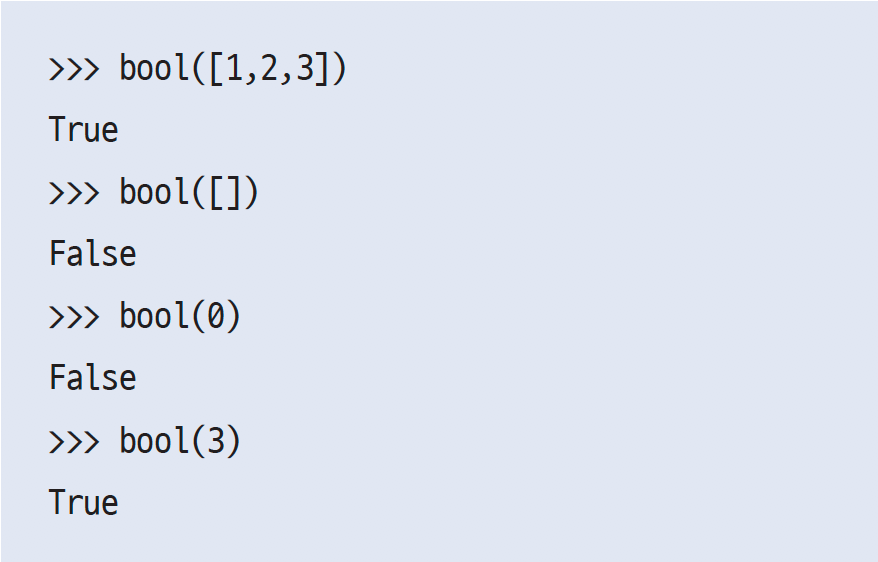 >>> bool([1,2,3])
True
>>> bool([])
False
>>> bool(0)
False
>>> bool(3)
True